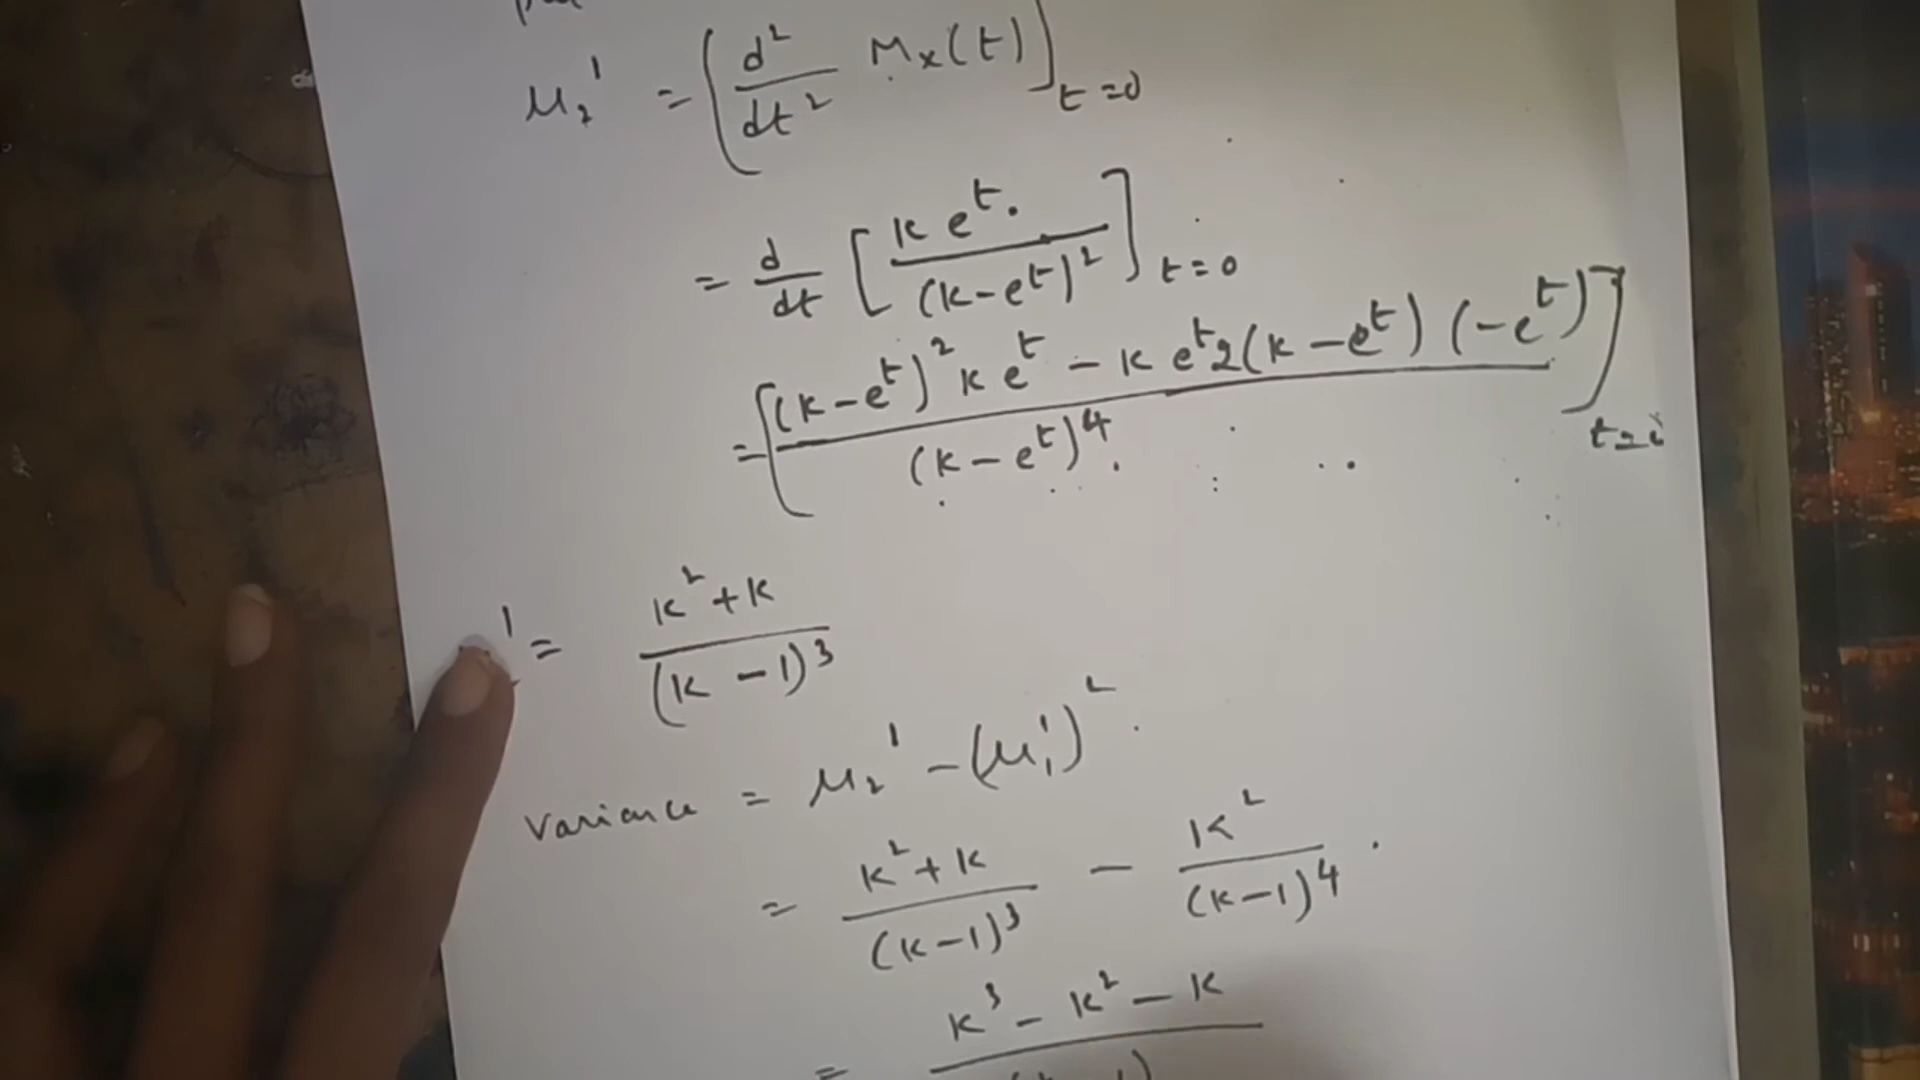 μ₂' = (d²/dt² Mₓ(t)]ₜ₌₀
= d/dt [k eᵗ. / (k-eᵗ)²]ₜ₌₀
= [(k-eᵗ)² k eᵗ - k eᵗ 2(k-eᵗ) (-eᵗ) / (k-eᵗ)⁴]
' = k²+k / (k-1)³
Variance = μ₂' - (μ₁')².
= k²+k / (k-1)³ - k² / (k-1)⁴.
= k³ - k² - k